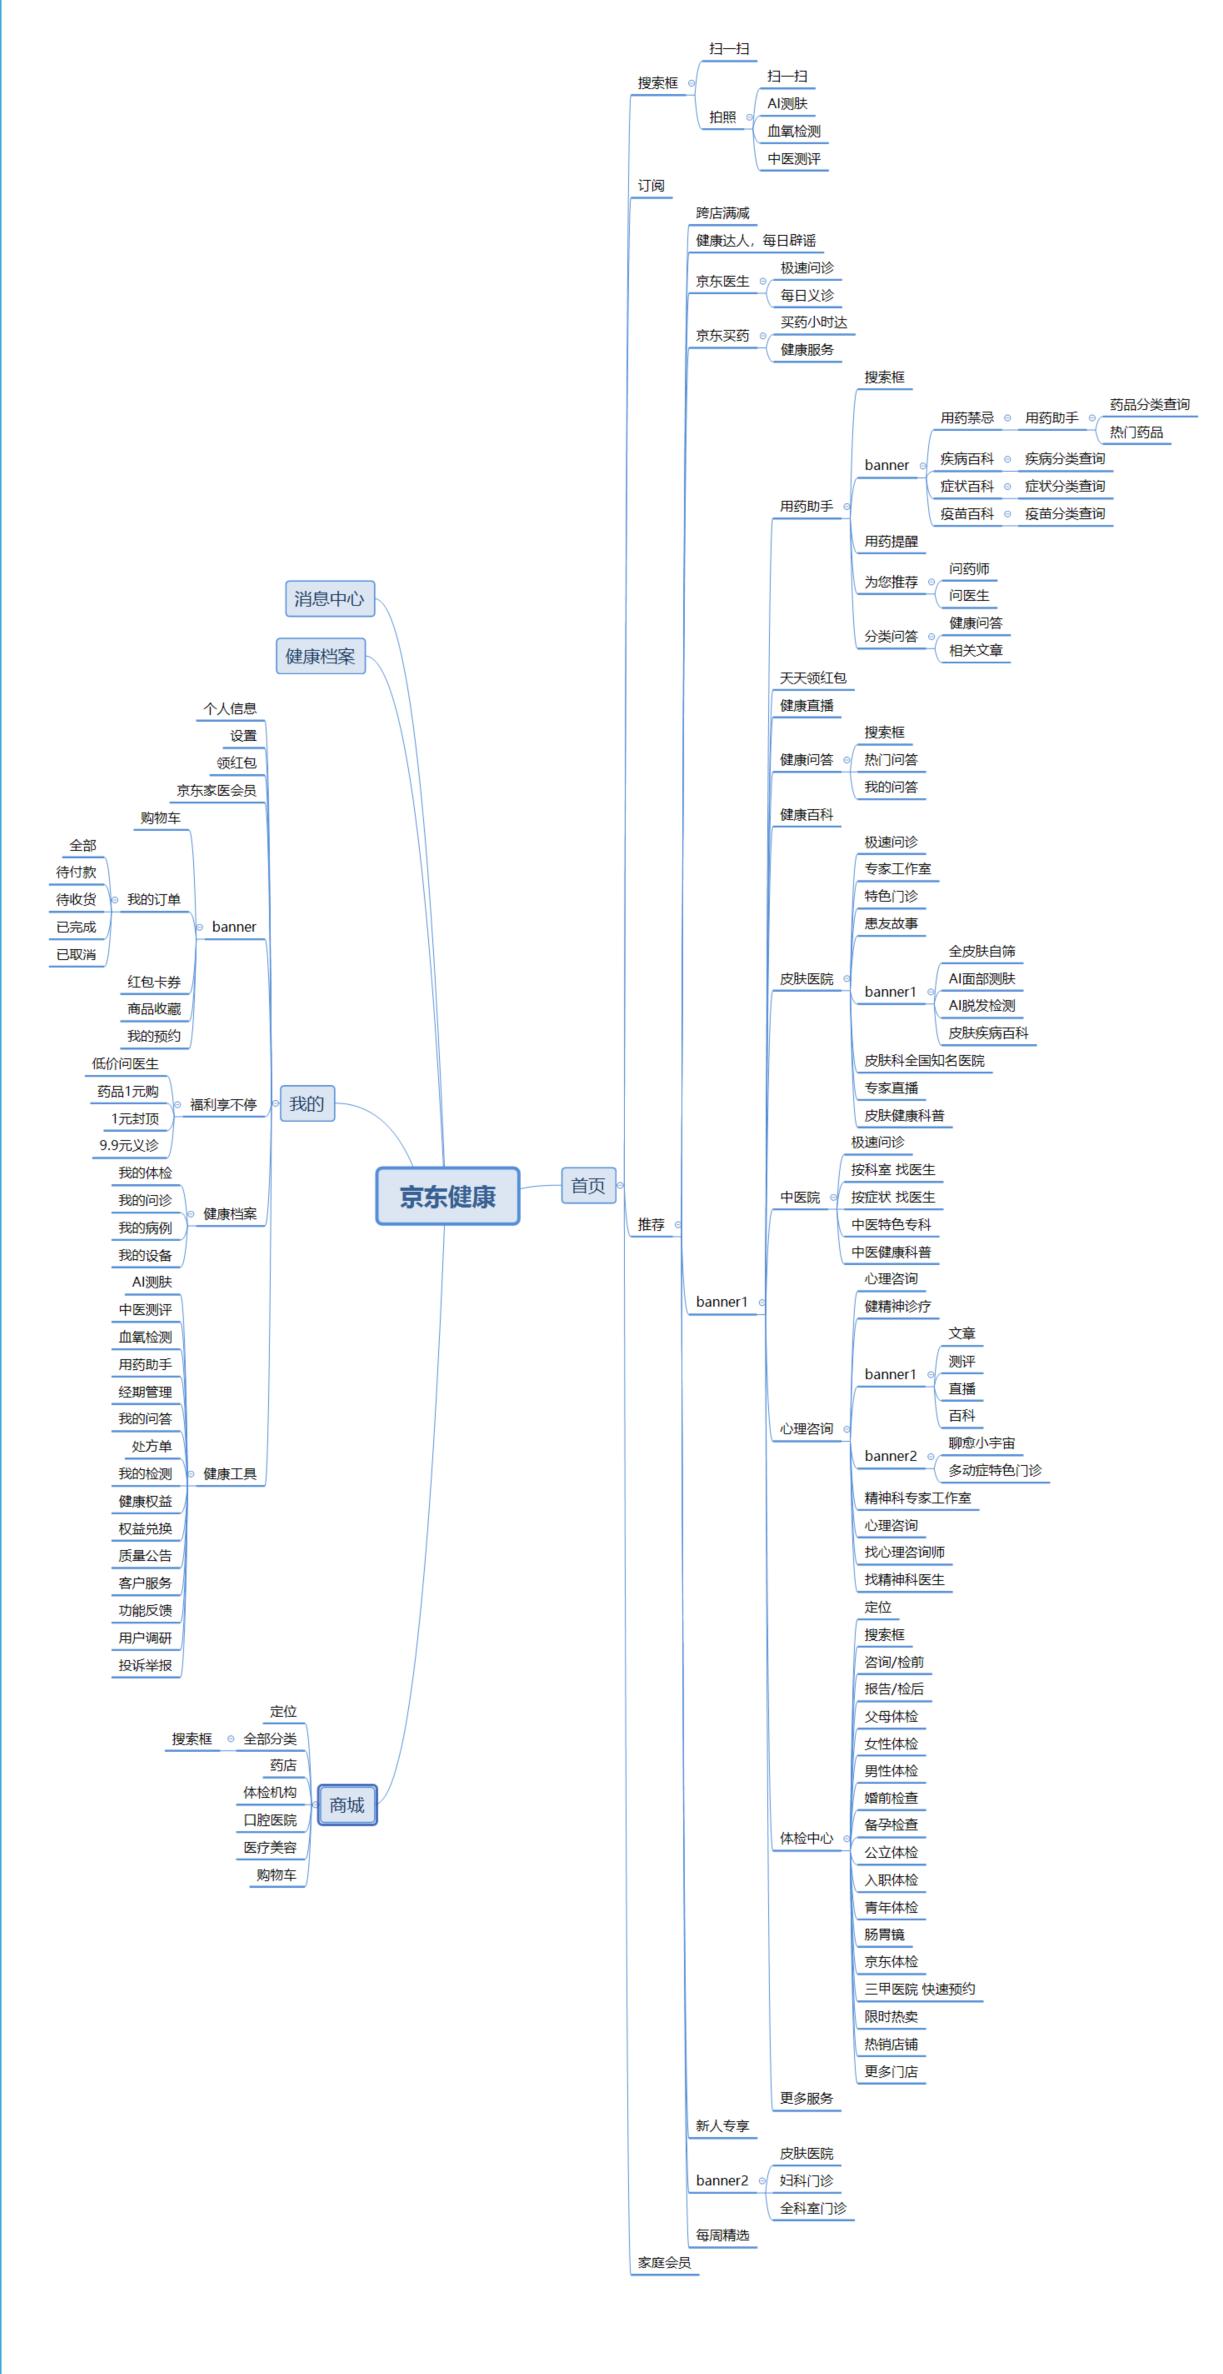 京东健康
首页
搜索框
扫一扫
拍照
扫一扫
AI测肤
血氧检测
中医测评
订阅
推荐
跨店满减
健康达人，每日辟谣
京东医生
极速问诊
每日义诊
京东买药
买药小时达
健康服务
banner1
用药助手
搜索框
banner
用药禁忌
用药助手
药品分类查询
热门药品
疾病百科
疾病分类查询
症状百科
症状分类查询
疫苗百科
疫苗分类查询
用药提醒
为您推荐
问药师
问医生
分类问答
健康问答
相关文章
天天领红包
健康直播
健康问答
搜索框
热门问答
我的问答
健康百科
皮肤医院
极速问诊
专家工作室
特色门诊
患友故事
banner1
全皮肤自筛
AI面部测肤
AI脱发检测
皮肤疾病百科
皮肤科全国知名医院
专家直播
皮肤健康科普
中医院
极速问诊
按科室 找医生
按症状 找医生
中医特色专科
中医健康科普
心理咨询
心理咨询
健精神诊疗
banner1
文章
测评
直播
百科
banner2
聊愈小宇宙
多动症特色门诊
精神科专家工作室
心理咨询
找心理咨询师
找精神科医生
体检中心
定位
搜索框
咨询/检前
报告/检后
父母体检
女性体检
男性体检
婚前检查
备孕检查
公立体检
入职体检
青年体检
肠胃镜
京东体检
三甲医院 快速预约
限时热卖
热销店铺
更多门店
更多服务
新人专享
banner2
皮肤医院
妇科门诊
全科室门诊
每周精选
家庭会员
消息中心
健康档案
我的
个人信息
设置
领红包
京东家医会员
banner
购物车
我的订单
全部
待付款
待收货
已完成
已取消
红包卡券
商品收藏
我的预约
福利享不停
低价问医生
药品1元购
1元封顶
9.9元义诊
健康档案
我的体检
我的问诊
我的病例
我的设备
健康工具
AI测肤
中医测评
血氧检测
用药助手
经期管理
我的问答
处方单
我的检测
健康权益
权益兑换
质量公告
客户服务
功能反馈
用户调研
投诉举报
商城
定位
全部分类
搜索框
药店
体检机构
口腔医院
医疗美容
购物车